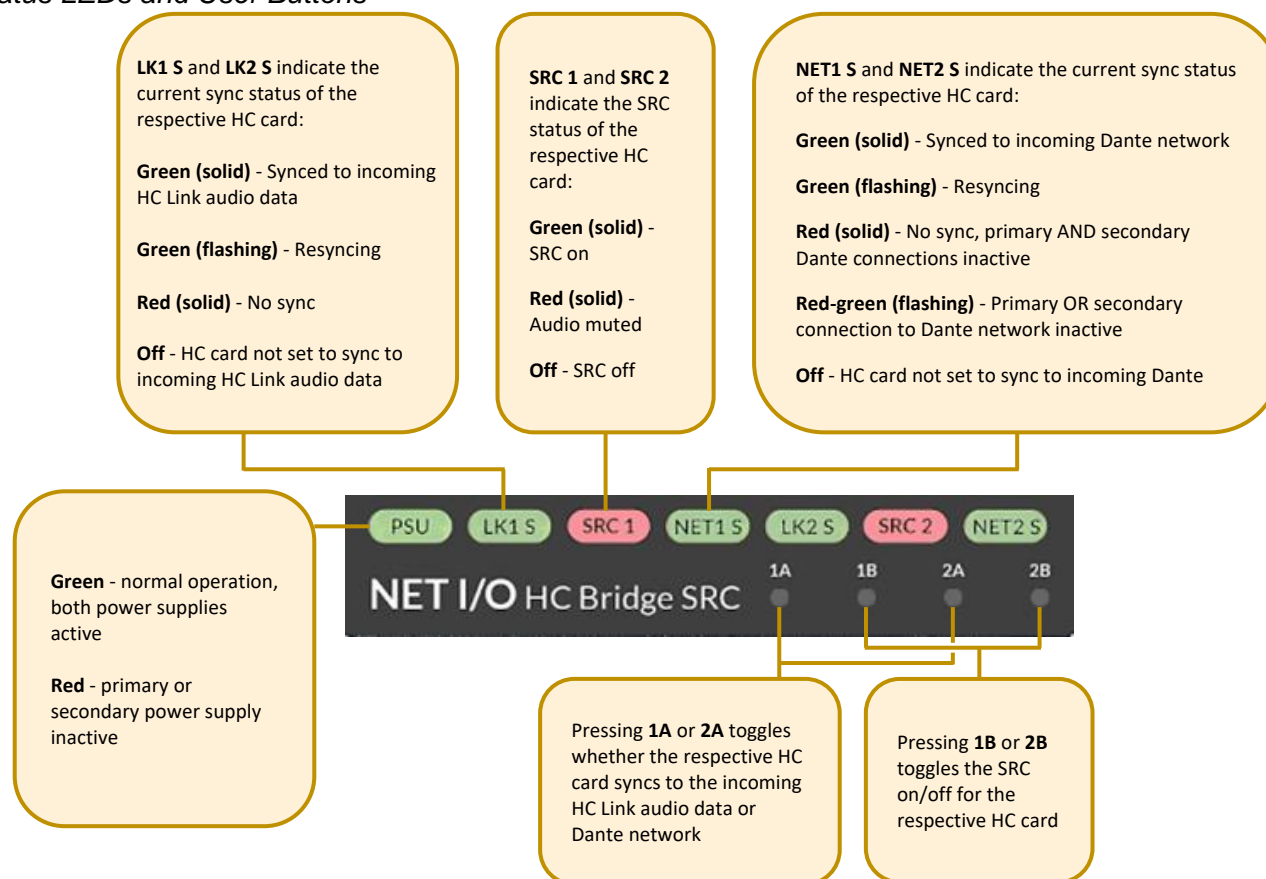 LEDs and User Buttons
LK1 S and LK2 S indicate the
current sync status of the
respective HC card:
Green (solid) - Synced to incoming
HC Link audio data
Green (flashing) - Resyncing
Red (solid) - No sync
Off - HC card not set to sync to
incoming HC Link audio data
SRC 1 and SRC 2
indicate the SRC
status of the
respective HC
card:
Green (solid) -
SRC on
Red (solid) -
Audio muted
Off - SRC off
NET1 S and NET2 S indicate the current sync status
of the respective HC card:
Green (solid) - Synced to incoming Dante network
Green (flashing) - Resyncing
Red (solid) - No sync, primary AND secondary
Dante connections inactive
Red-green (flashing) - Primary OR secondary
connection to Dante network inactive
Off - HC card not set to sync to incoming Dante
Green - normal operation,
both power supplies
active
Red - primary or
secondary power supply
inactive
PSU LK1 S SRC 1 NET1 S LK2 S SRC 2 NET2 S
1A 1B 2A 2B
NET I/O HC Bridge SRC
Pressing 1A or 2A toggles
whether the respective HC
card syncs to the incoming
HC Link audio data or
Dante network
Pressing 1B or 2B
toggles the SRC
on/off for the
respective HC card